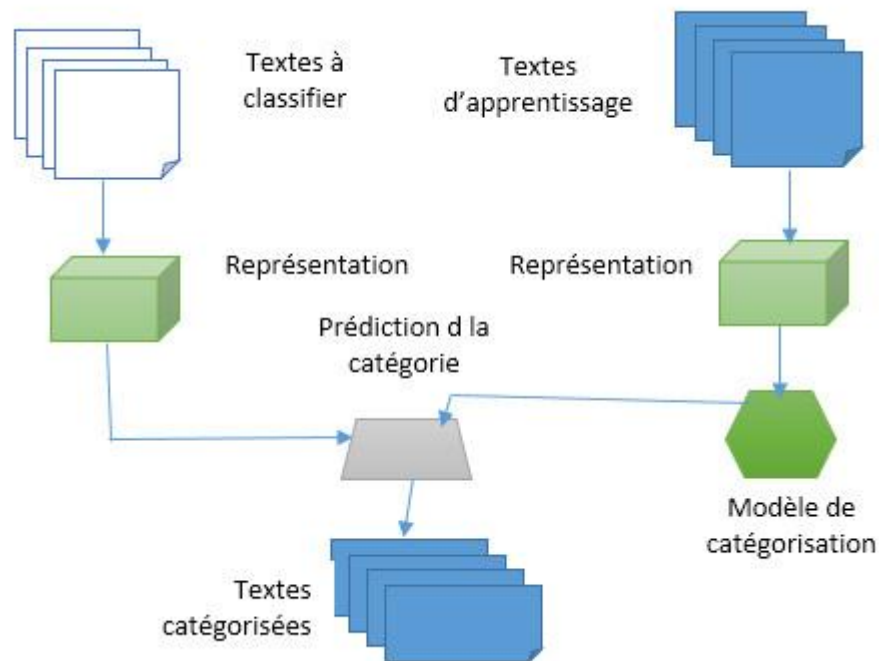 Textes à
classifier
Textes
d'apprentissage
Représentation
Représentation
Prédiction d la
catégorie
Modèle de
catégorisation
Textes
catégorisées